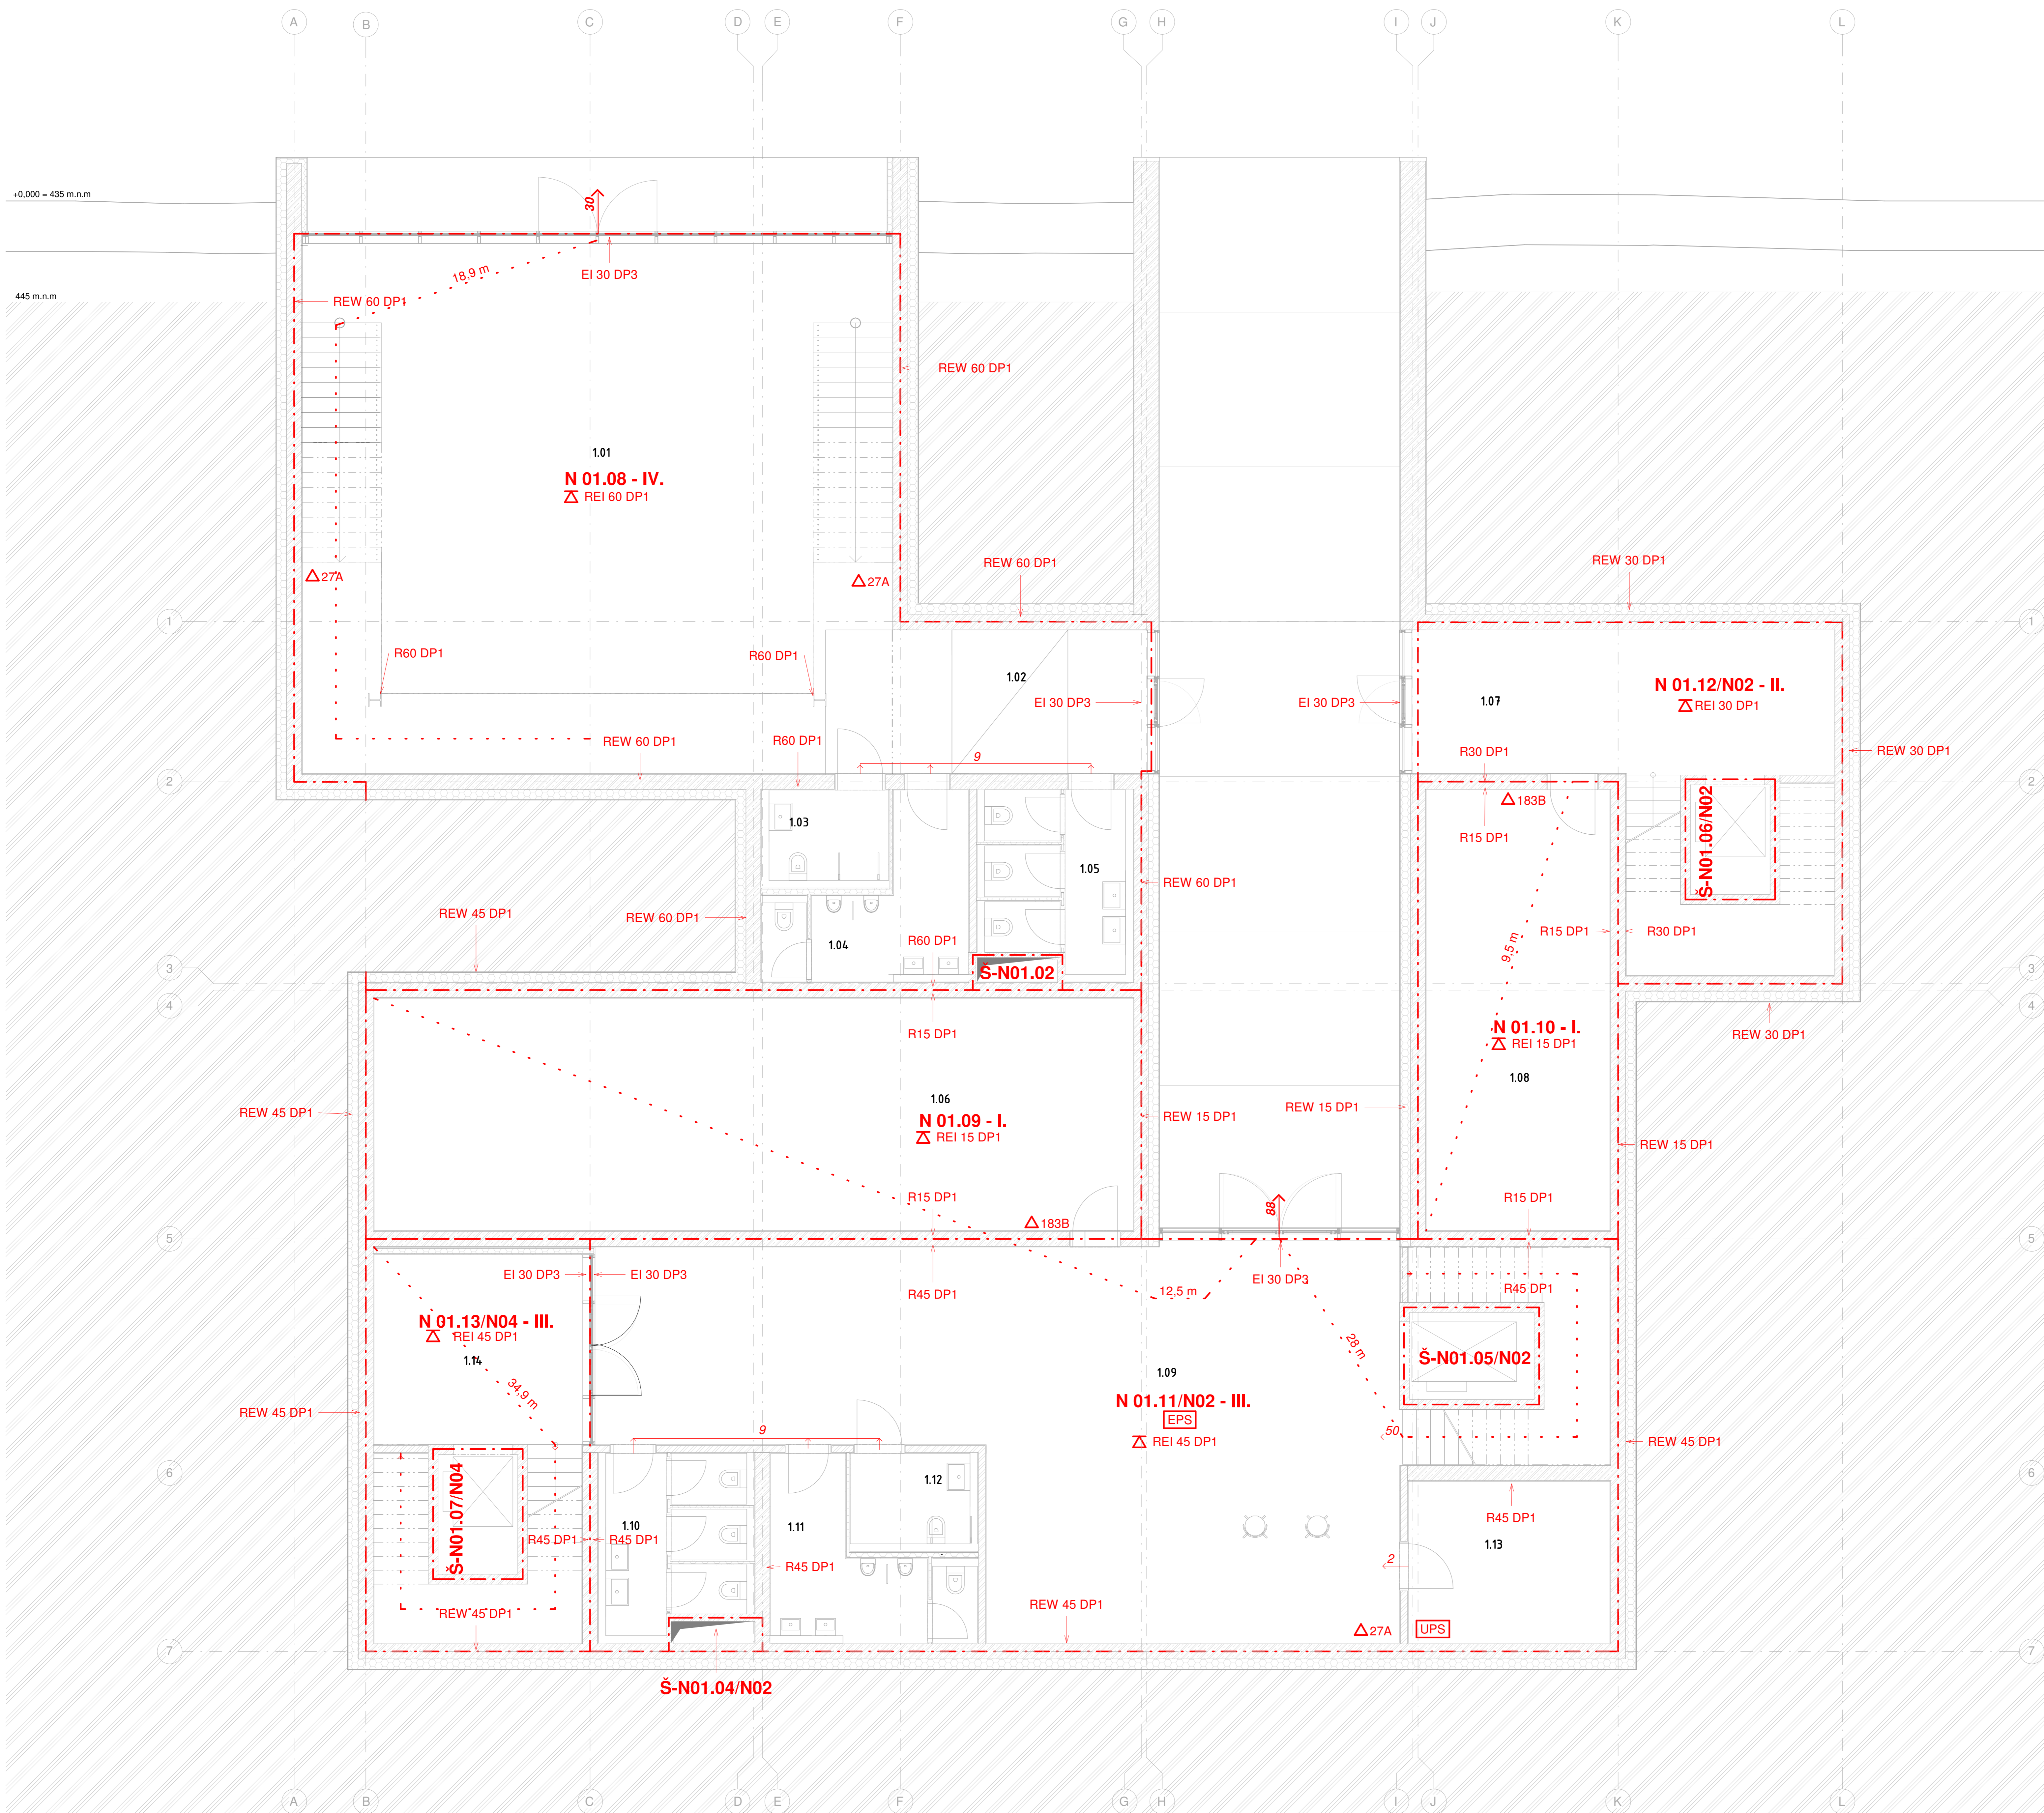 A B C D E F G H I J K L
+0,000 = 435 m.n.m
30
18,9 m
EI 30 DP3
445 m.n.m
REW 60 DP1
REW 60 DP1
1.01
N 01.08 - IV.
REI 60 DP1
REW 60 DP1
REW 30 DP1
27A
27A
1
1
R60 DP1
R60 DP1
1.02
N 01.12/N02 - II.
EI 30 DP3
EI 30 DP3
1.07
REI 30 DP1
REW 60 DP1
R60 DP1
R30 DP1
REW 30 DP1
9
2
2
183B
1.03
R15 DP1
Š-N01.06/N02
1.05
REW 60 DP1
REW 45 DP1
REW 60 DP1
R15 DP1
R30 DP1
1.04
R60 DP1
9,5 m
3
Š-N01.02
3
4
4
R15 DP1
N 01.10 - I.
REI 15 DP1
REW 30 DP1
1.08
1.06
REW 45 DP1
N 01.09 - I.
REI 15 DP1
REW 15 DP1
REW 15 DP1
REW 15 DP1
R15 DP1
R15 DP1
183B
88
5
5
EI 30 DP3
EI 30 DP3
EI 30 DP3
R45 DP1
12,5 m
R45 DP1
N 01.13/N04 - III.
REI 45 DP1
28 m
1.14
Š-N01.05/N02
1.09
34,9 m
N 01.11/N02 - III.
EPS
REW 45 DP1
9
50
REI 45 DP1
REW 45 DP1
6
6
1.12
Š-N01.07/N04
R45 DP1
1.10
1.11
R45 DP1
R45 DP1
1.13
R45 DP1
2
REW 45 DP1
REW 45 DP1
27A
UPS
7
7
Š-N01.04/N02
A B C D E F G H I J K L